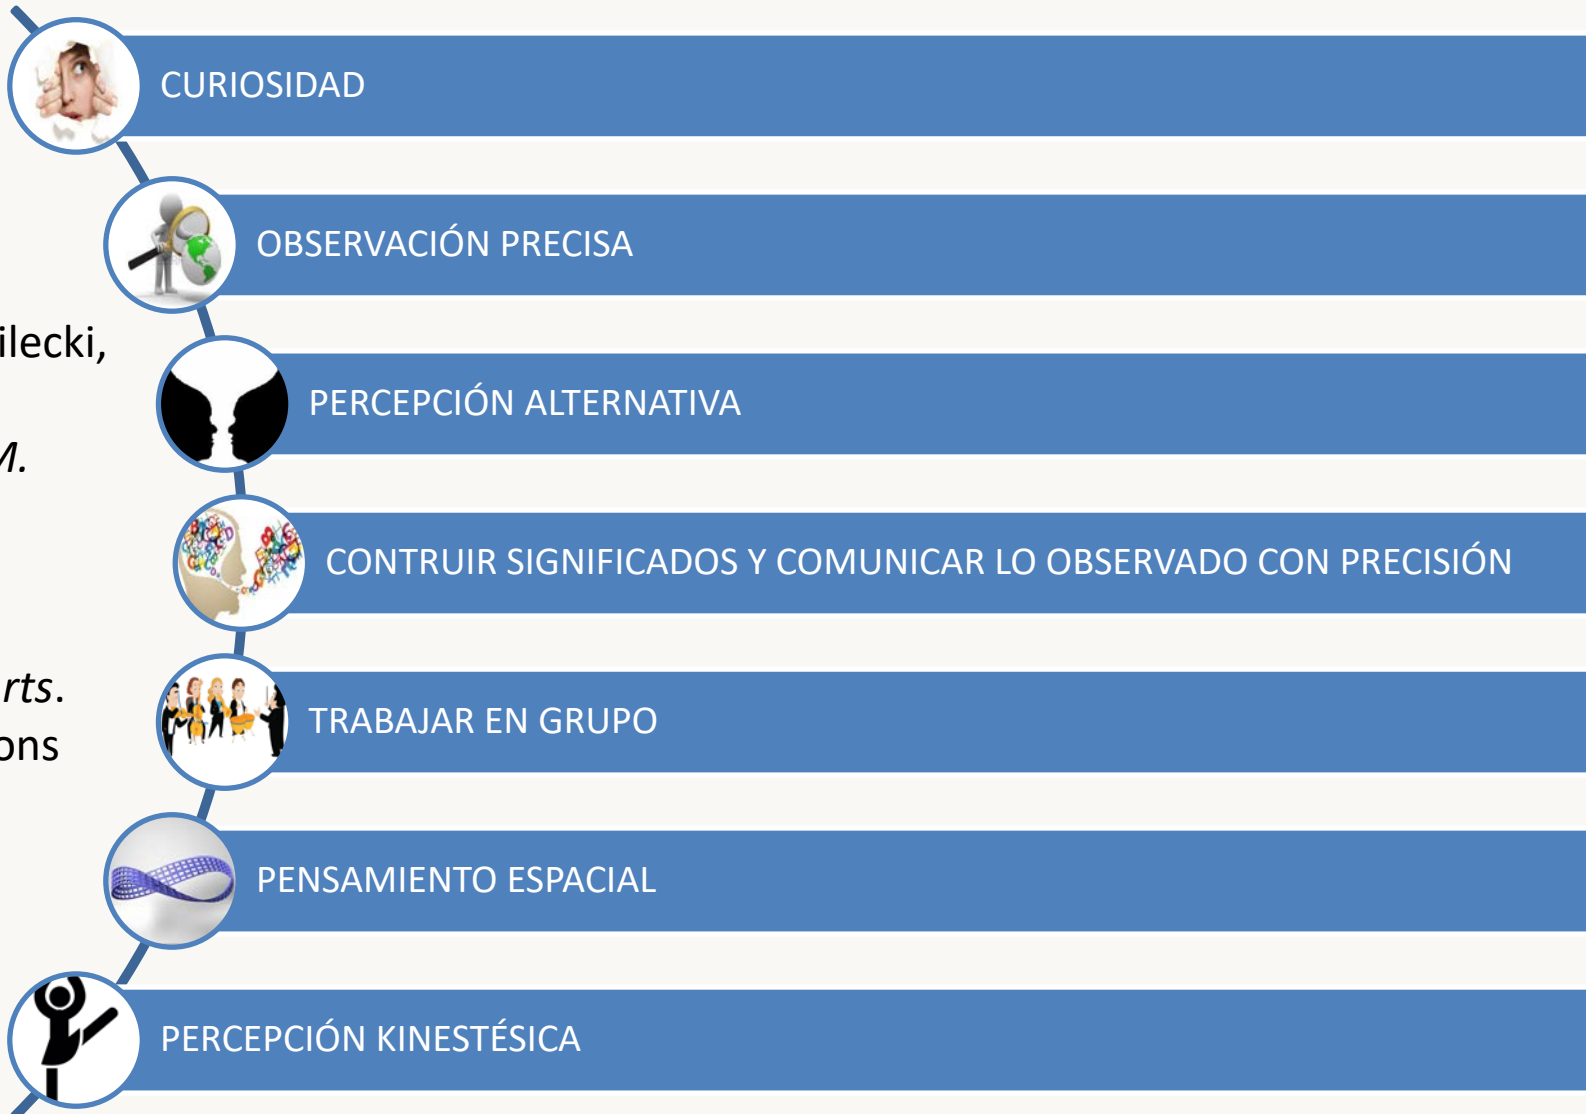 CURIOSIDAD
OBSERVACIÓN PRECISA
PERCEPCIÓN ALTERNATIVA
CONTRUIR SIGNIFICADOS Y COMUNICAR LO OBSERVADO CON PRECISIÓN
TRABAJAR EN GRUPO
PENSAMIENTO ESPACIAL
PERCEPCIÓN KINESTÉSICA
ilecki,
M.
rts.
ons